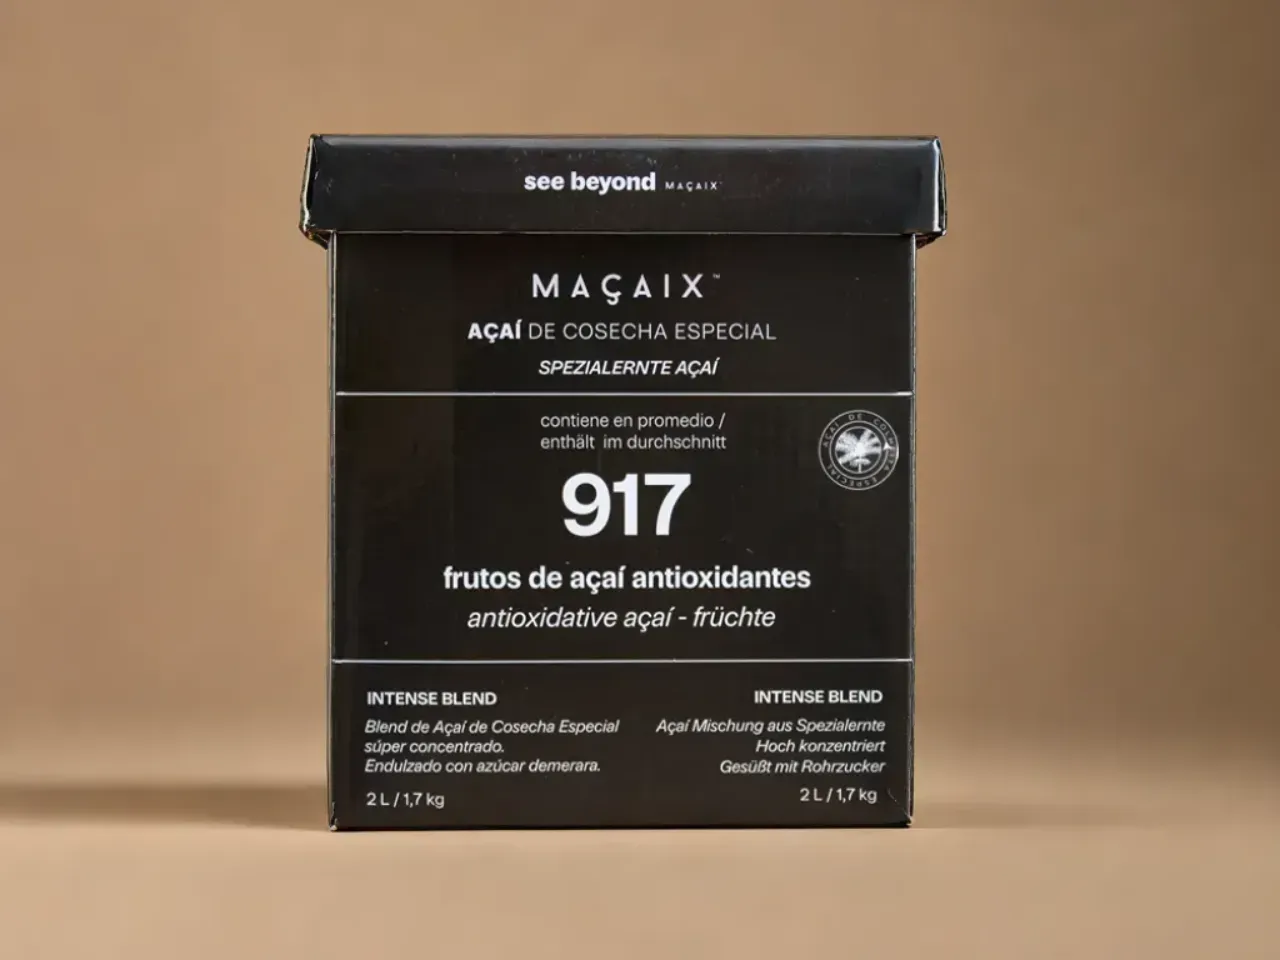 see beyond MAÇAIX
MAÇAIX™
AÇAÍ DE COSECHA ESPECIAL
SPEZIALERNTE AÇAÍ
contiene en promedio /
enthält im durchschnitt
917
frutos de açaí antioxidantes
antioxidative açaí - früchte
AÇAÍ DE ESPECIAL
INTENSE BLEND
Blend de Açaí de Cosecha Especial
súper concentrado.
Endulzado con azúcar demerara.
2 L / 1,7 kg
INTENSE BLEND
Açaí Mischung aus Spezialernte
Hoch konzentriert
Gesüßt mit Rohrzucker
2 L / 1,7 kg